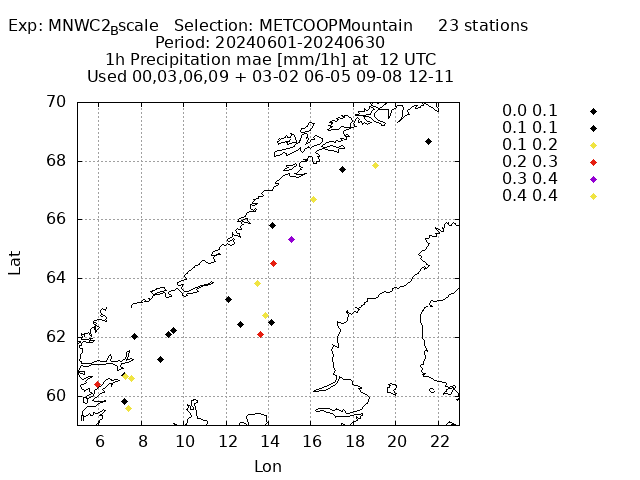 Exp: MNWC2Bscale   Selection: METCOOPMountain     23 stations
Period: 20240601-20240630
1h Precipitation mae [mm/1h] at  12 UTC
Used 00,03,06,09 + 03-02 06-05 09-08 12-11
0.0 0.1
0.1 0.1
0.1 0.2
0.2 0.3
0.3 0.4
0.4 0.4
Lat
70
68
66
64
62
60
6 8 10 12 14 16 18 20 22
Lon